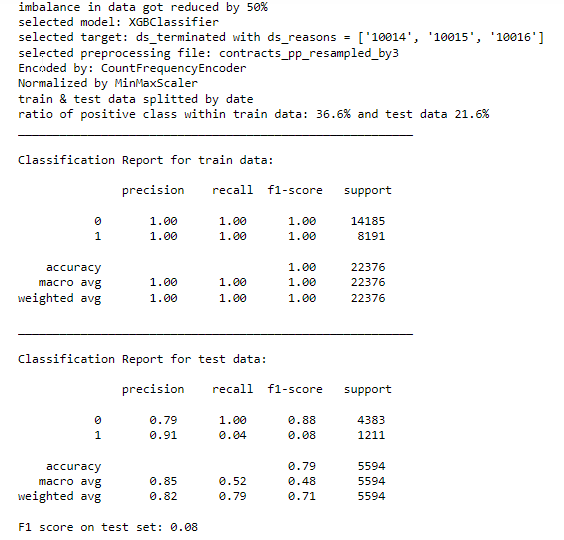 imbalance in data got reduced by 50%
selected model: XGBClassifier
selected target: ds_terminated with ds_reasons = ['10014', '10015', '10016']
selected preprocessing file: contracts_pp_resampled_by3
Encoded by: CountFrequencyEncoder
Normalized by MinMaxScaler
train & test data splitted by date
ratio of positive class within train data: 36.6% and test data 21.6%
Classification Report for train data:
precision recall f1-score support
0 1.00 1.00 1.00 14185
1 1.00 1.00 1.00 8191
accuracy 1.00 22376
macro avg 1.00 1.00 1.00 22376
weighted avg 1.00 1.00 1.00 22376
Classification Report for test data:
precision recall f1-score support
0 0.79 1.00 0.88 4383
1 0.91 0.04 0.08 1211
accuracy 0.79 5594
macro avg 0.85 0.52 0.48 5594
weighted avg 0.82 0.79 0.71 5594
F1 score on test set: 0.08